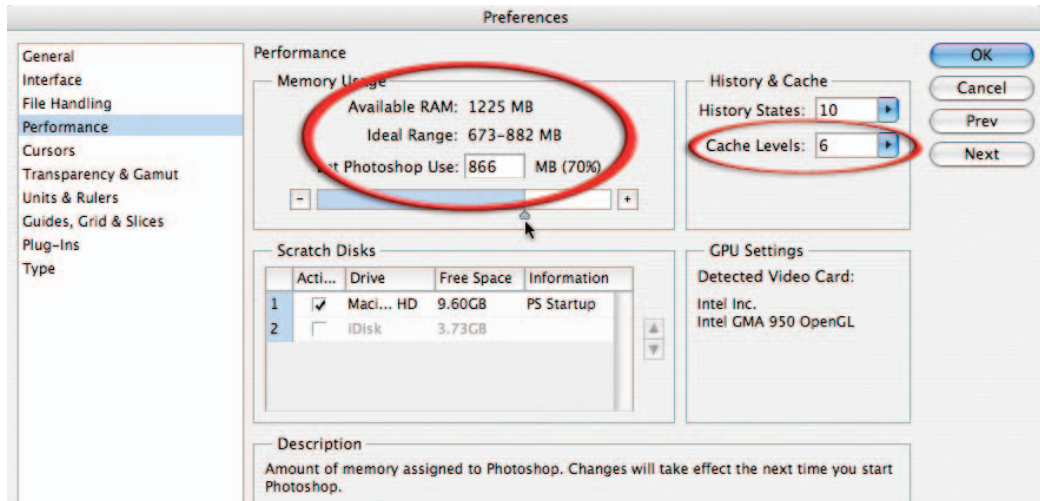 Preferences
General
Interface
File Handling
Performance
Cursors
Transparency & Gamut
Units & Rulers
Guides, Grid & Slices
Plug-Ins
Type
Performance
Memory Usage
Available RAM: 1225 MB
Ideal Range: 673-882 MB
Let Photoshop Use: 866 MB (70%)
- +
History & Cache
History States: 10
Cache Levels: 6
OK
Cancel
Prev
Next
Scratch Disks
Acti... Drive Free Space Information
1 Maci... HD 9.60GB PS Startup
2 iDisk 3.73GB
GPU Settings
Detected Video Card:
Intel Inc.
Intel GMA 950 OpenGL
Description
Amount of memory assigned to Photoshop. Changes will take effect the next time you start
Photoshop.